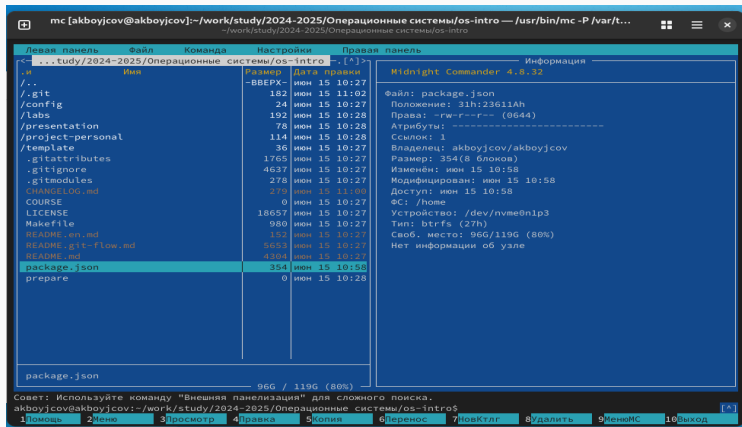 mc [akboyjcov@akboyjcov]:~/work/study/2024-2025/Операционные системы/os-intro — /usr/bin/mc -P /var/t...
~/work/study/2024-2025/Операционные системы/os-intro
Левая панель Файл Команда Настройки Правая панель
<— ...tudy/2024-2025/Операционные системы/os-intro —.[^]>
.и Имя Размер Дата правки
/.. -ВВЕРХ- июн 15 10:27
/.git 182 июн 15 11:02
/config 24 июн 15 10:27
/labs 192 июн 15 10:28
/presentation 78 июн 15 10:28
/project-personal 114 июн 15 10:28
/template 36 июн 15 10:27
.gitattributes 1765 июн 15 10:27
.gitignore 4637 июн 15 10:27
.gitmodules 278 июн 15 10:27
CHANGELOG.md 279 июн 15 11:00
COURSE 0 июн 15 10:27
LICENSE 18657 июн 15 10:27
Makefile 980 июн 15 10:27
README.en.md 152 июн 15 10:27
README.git-flow.md 5653 июн 15 10:27
README.md 4304 июн 15 10:27
package.json 354 июн 15 10:58
prepare 0 июн 15 10:28
package.json
96G / 119G (80%)
Информация
Midnight Commander 4.8.32
Файл: package.json
Положение: 31h:23611Ah
Права: -rw-r--r-- (0644)
Атрибуты: ------------------------
Ссылок: 1
Владелец: akboyjcov/akboyjcov
Размер: 354(8 блоков)
Изменён: июн 15 10:58
Модифицирован: июн 15 10:58
Доступ: июн 15 10:58
ФС: /home
Устройство: /dev/nvme0n1p3
Тип: btrfs (27h)
Своб. место: 96G/119G (80%)
Нет информации об узле
Совет: Используйте команду "Внешняя панелизация" для сложного поиска.
akboyjcov@akboyjcov:~/work/study/2024-2025/Операционные системы/os-intro$ [^]
1Помощь 2Меню 3Просмотр 4Правка 5Копия 6Перенос 7НовКтлг 8Удалить 9МенюМС 10Выход